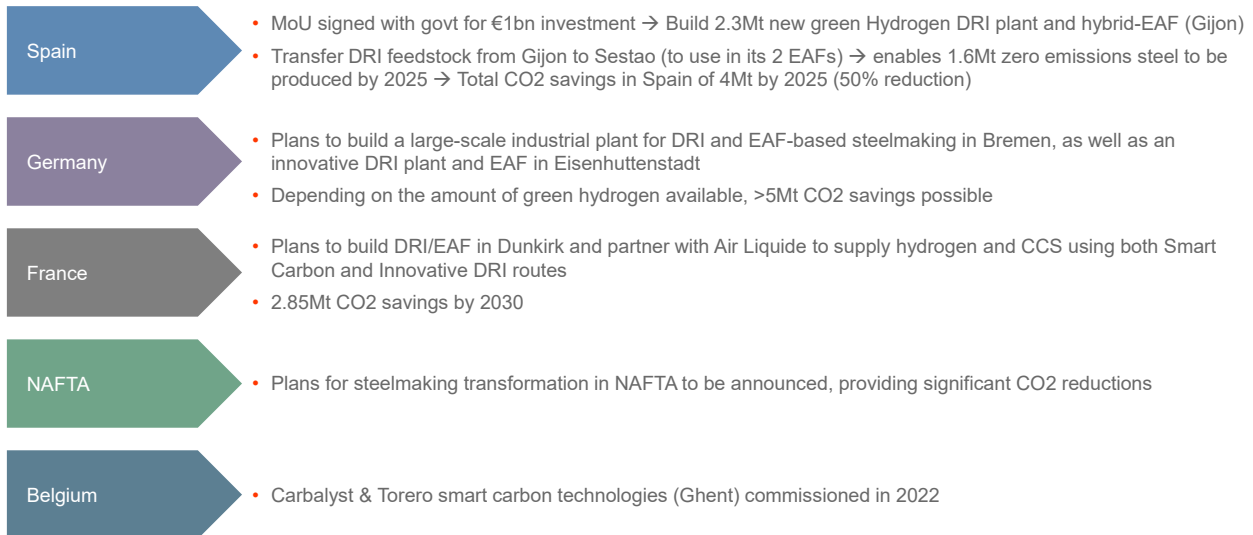 Spain
• MoU signed with govt for €1bn investment → Build 2.3Mt new green Hydrogen DRI plant and hybrid-EAF (Gijon)
• Transfer DRI feedstock from Gijon to Sestao (to use in its 2 EAFs) → enables 1.6Mt zero emissions steel to be
produced by 2025 → Total CO2 savings in Spain of 4Mt by 2025 (50% reduction)
Germany
• Plans to build a large-scale industrial plant for DRI and EAF-based steelmaking in Bremen, as well as an
innovative DRI plant and EAF in Eisenhuttenstadt
• Depending on the amount of green hydrogen available, >5Mt CO2 savings possible
France
• Plans to build DRI/EAF in Dunkirk and partner with Air Liquide to supply hydrogen and CCS using both Smart
Carbon and Innovative DRI routes
• 2.85Mt CO2 savings by 2030
NAFTA
• Plans for steelmaking transformation in NAFTA to be announced, providing significant CO2 reductions
Belgium
• Carbalyst & Torero smart carbon technologies (Ghent) commissioned in 2022